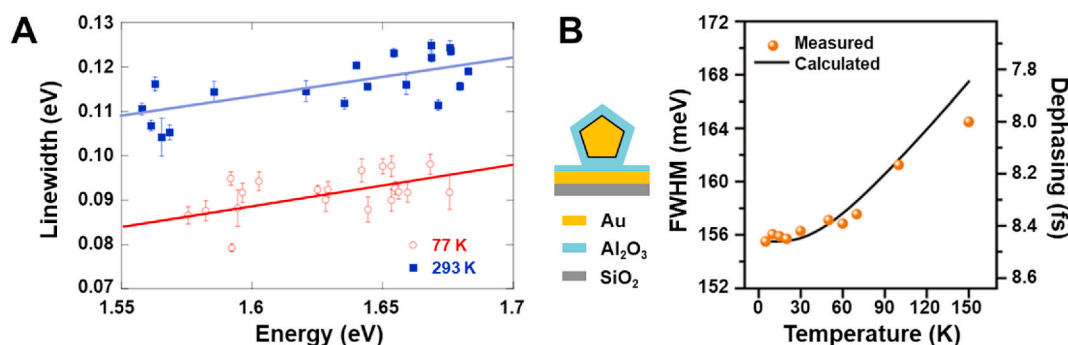 A
Linewidth (eV)
0.13
0.12
0.11
0.10
0.09
0.08
0.07
1.55
1.6
1.65
1.7
Energy (eV)
77 K
293 K
B
Au
Al₂O₃
SiO₂
FWHM (meV)
172
168
164
160
156
152
0
30
60
90
120
150
Temperature (K)
Measured
Calculated
7.8
8.0
8.2
8.4
8.6
Dephasing (fs)